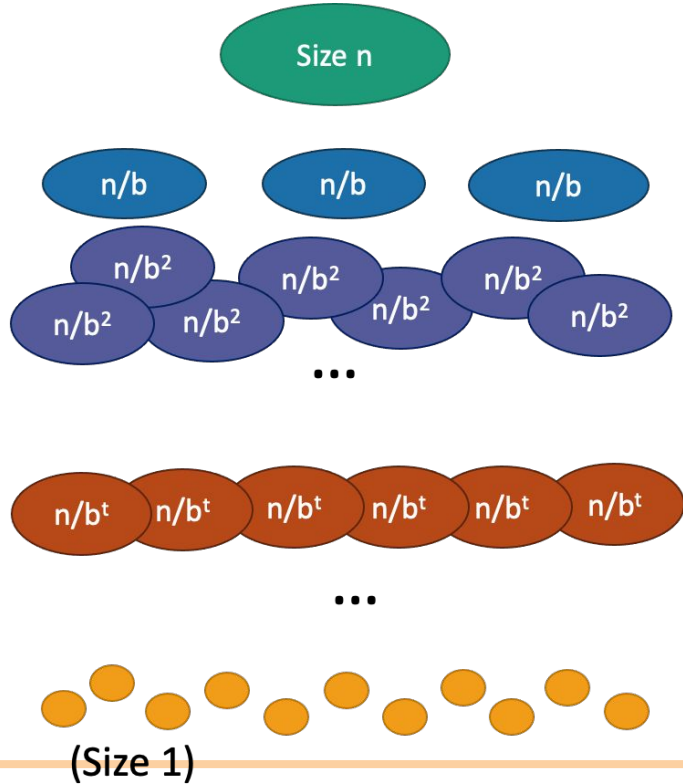 Size n
n/b n/b n/b
n/b² n/b² n/b²
n/b² n/b² n/b² n/b²
...
n/bᵗ n/bᵗ n/bᵗ n/bᵗ n/bᵗ n/bᵗ
...
(Size 1)